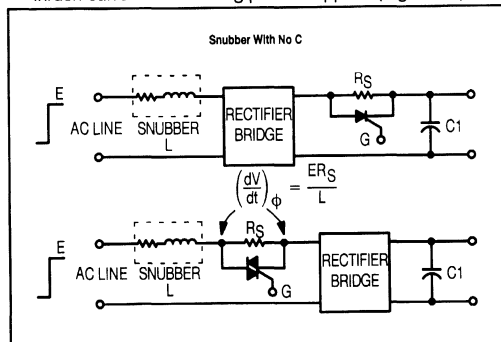 Snubber With No C
E
AC LINE
SNUBBER
L
RECTIFIER
BRIDGE
RS
G
C1
(dV/dt)ϕ = ERS/L
E
AC LINE
SNUBBER
L
RS
G
RECTIFIER
BRIDGE
C1